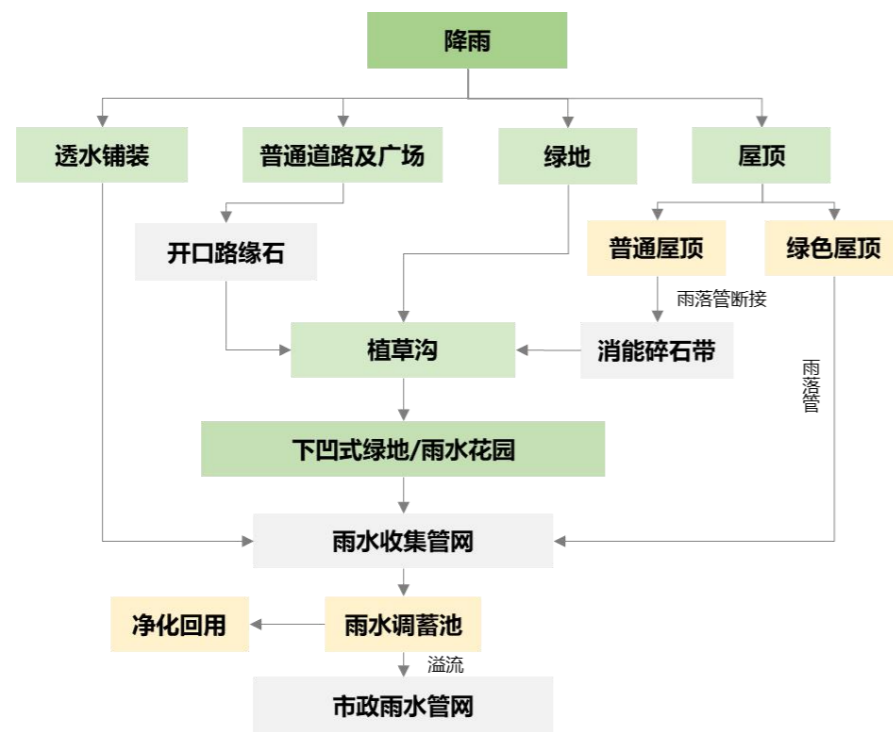 降雨
透水铺装
普通道路及广场
绿地
屋顶
开口路缘石
普通屋顶
绿色屋顶
雨落管断接
植草沟
消能碎石带
雨落管
下凹式绿地/雨水花园
雨水收集管网
净化回用
雨水调蓄池
溢流
市政雨水管网